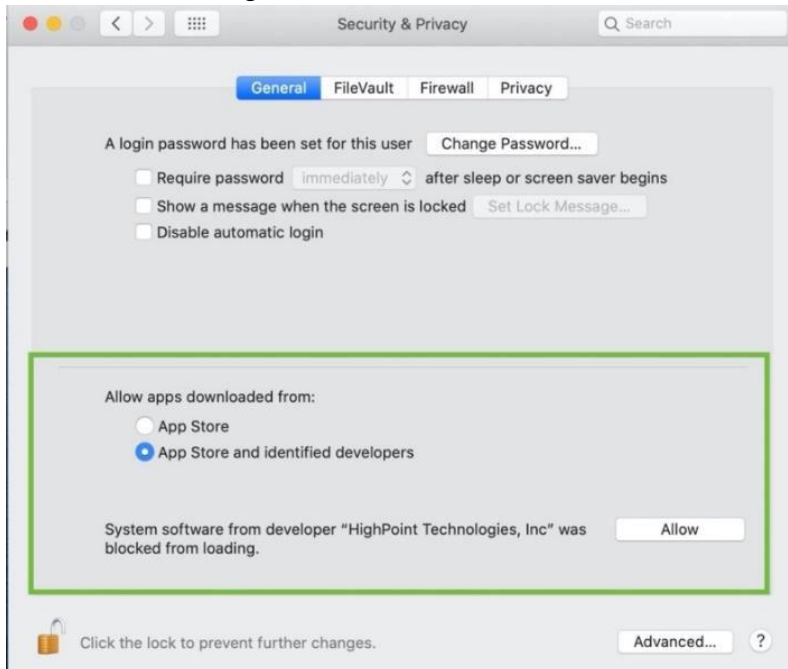 Security & Privacy
Search
General FileVault Firewall Privacy
A login password has been set for this user Change Password...
Require password immediately after sleep or screen saver begins
Show a message when the screen is locked Set Lock Message...
Disable automatic login
Allow apps downloaded from:
App Store
App Store and identified developers
System software from developer “HighPoint Technologies, Inc” was Allow
blocked from loading.
Click the lock to prevent further changes. Advanced... ?